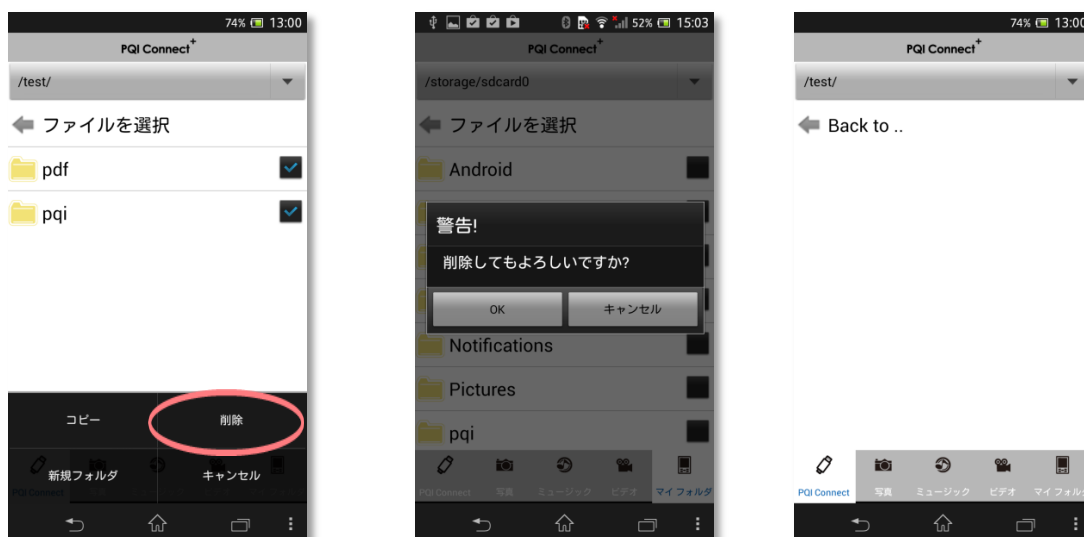 74% 13:00
PQI Connect+
/test/
ファイルを選択
pdf
pqi
コピー
削除
新規フォルダ
キャンセル
PQI Connect
52% 15:03
PQI Connect+
/storage/sdcard0
ファイルを選択
Android
警告!
削除してもよろしいですか?
OK
キャンセル
Notifications
Pictures
pqi
PQI Connect
写真
ミュージック
ビデオ
マイ フォルダ
74% 13:00
PQI Connect+
/test/
Back to ..
PQI Connect
写真
ミュージック
ビデオ
マイ フォルダ